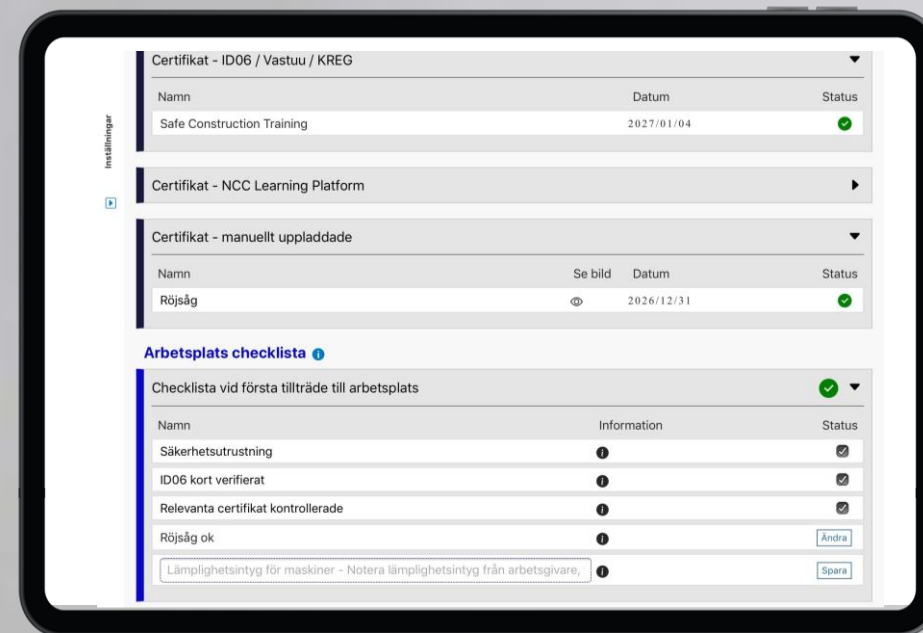 Certifikat - ID06 / Vastuu / KREG
Namn Datum Status
Safe Construction Training 2027/01/04
Inställningar
Certifikat - NCC Learning Platform
Certifikat - manuellt uppladdade
Namn Se bild Datum Status
Röjsåg 2026/12/31
Arbetsplats checklista
Checklista vid första tillträde till arbetsplats
Namn Information Status
Säkerhetsutrustning
ID06 kort verifierat
Relevanta certifikat kontrollerade
Röjsåg ok Ändra
Lämplighetsintyg för maskiner - Notera lämplighetsintyg från arbetsgivare, Spara